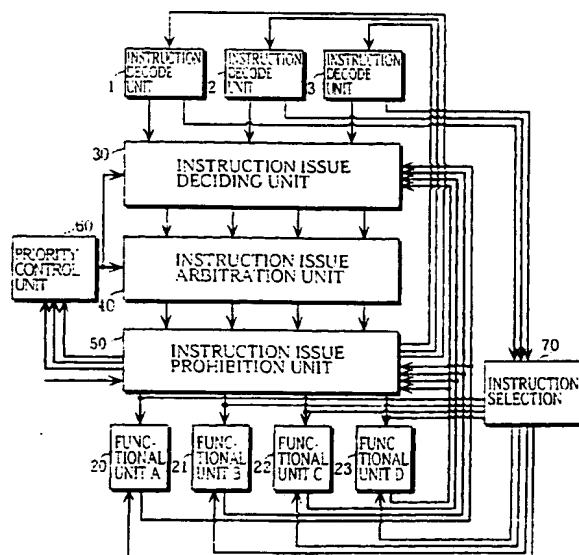 INSTRUCTION
DECODE
UNIT
1
INSTRUCTION
DECODE
UNIT
2
INSTRUCTION
DECODE
UNIT
3
30
INSTRUCTION ISSUE
DECIDING UNIT
60
PRIORITY
CONTROL
UNIT
INSTRUCTION ISSUE
ARBITRATION UNIT
40
50
INSTRUCTION ISSUE
PROHIBITION UNIT
70
INSTRUCTION
SELECTION
FUNC-
TIONAL
UNIT A
20
FUNC-
TIONAL
UNIT B
21
FUNC-
TIONAL
UNIT C
22
FUNC-
TIONAL
UNIT D
23